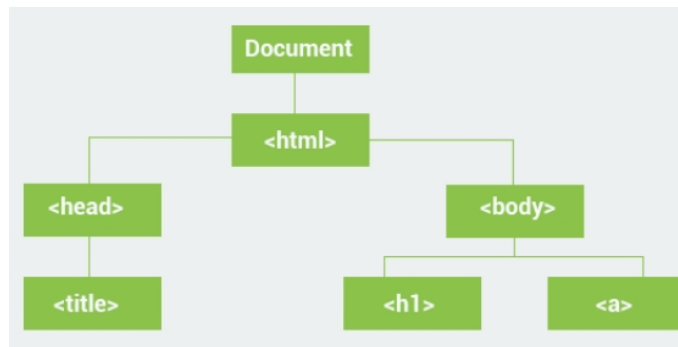 Document
<html>
<head>
<body>
<title>
<h1>
<a>